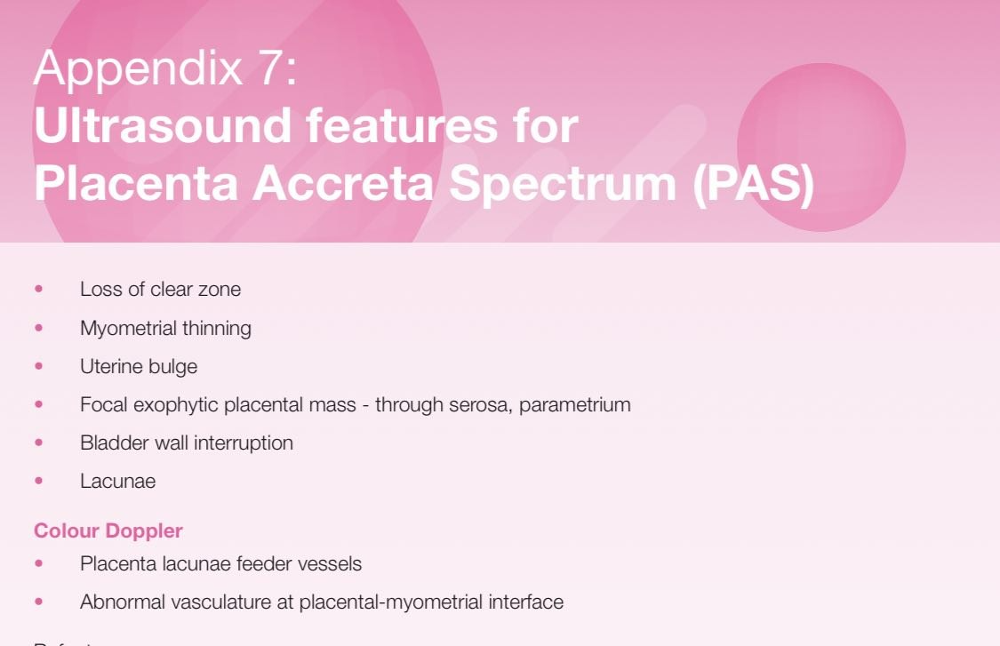 Appendix 7:
Ultrasound features for
Placenta Accreta Spectrum (PAS)
• Loss of clear zone
• Myometrial thinning
• Uterine bulge
• Focal exophytic placental mass - through serosa, parametrium
• Bladder wall interruption
• Lacunae
Colour Doppler
• Placenta lacunae feeder vessels
• Abnormal vasculature at placental-myometrial interface